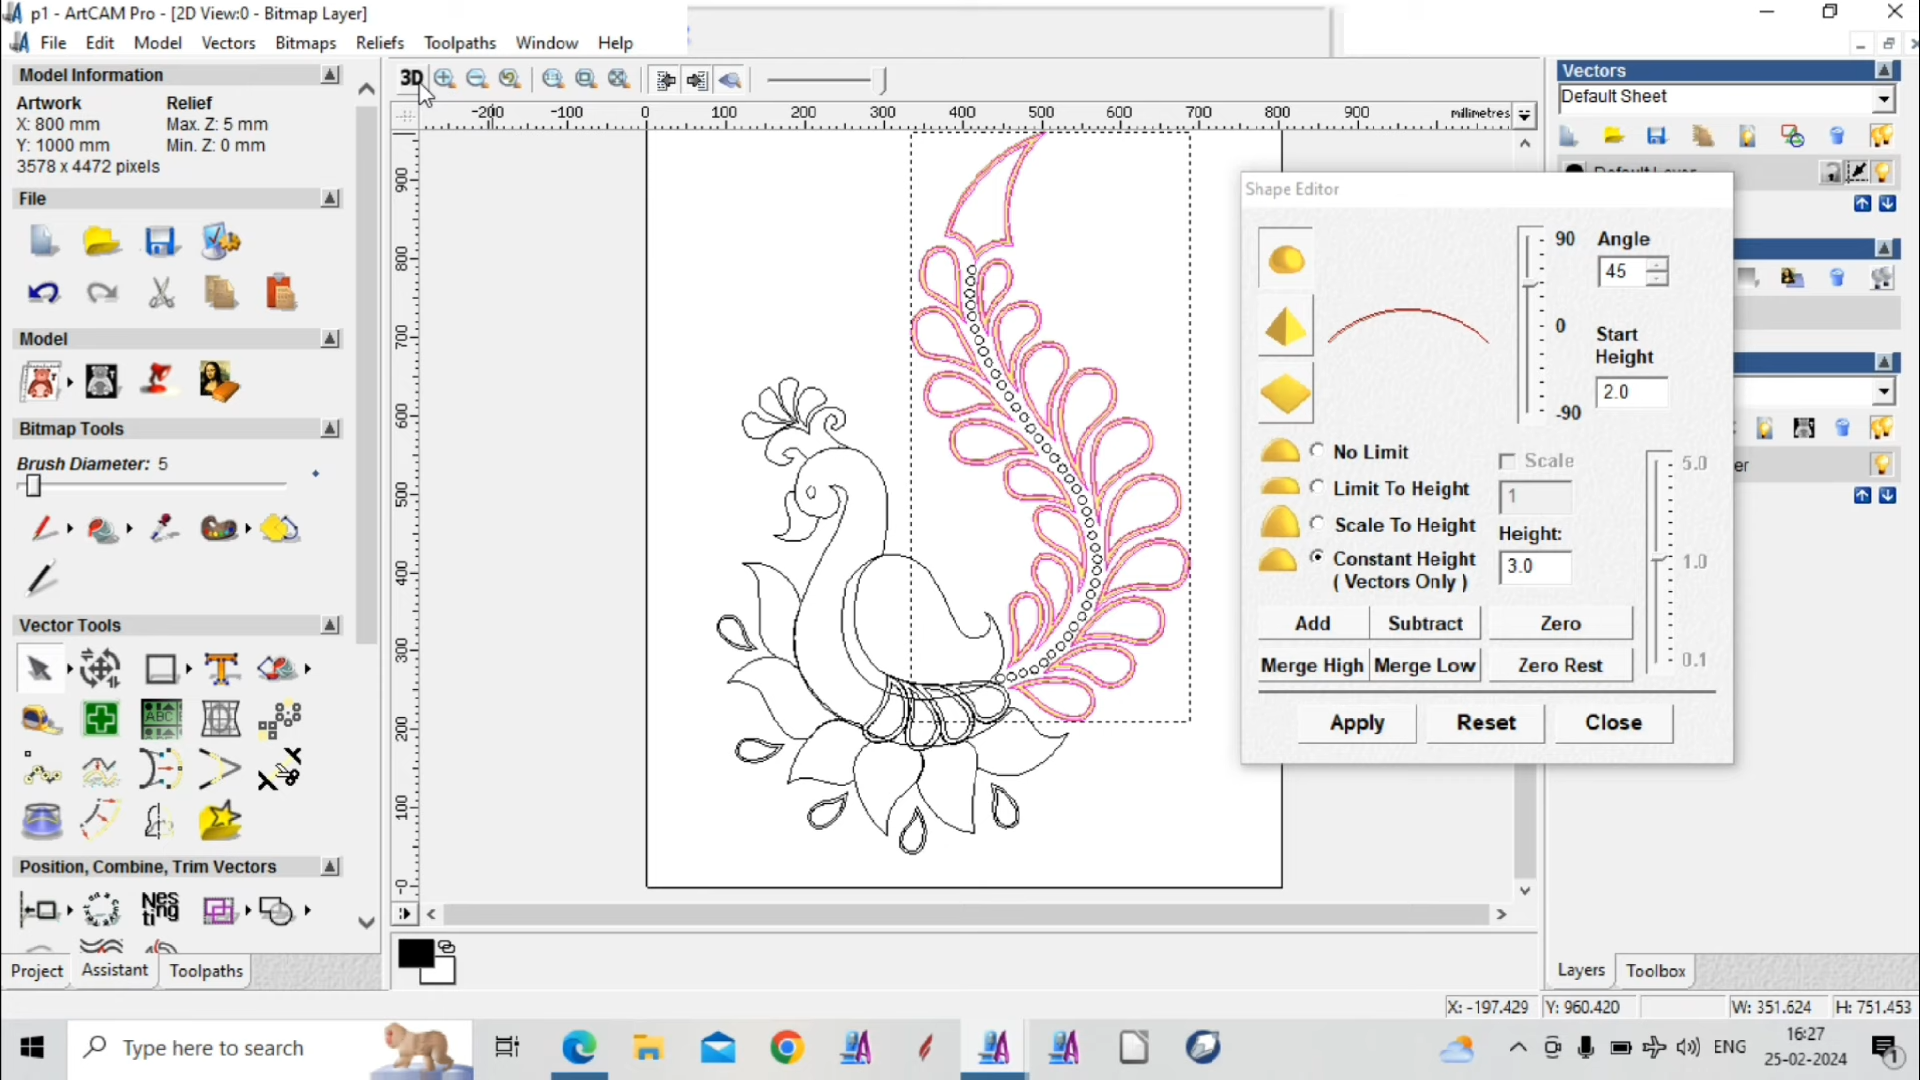 p1 - ArtCAM Pro - [2D View:0 - Bitmap Layer]
File Edit Model Vectors Bitmaps Reliefs Toolpaths Window Help
Model Information
Artwork Relief
X: 800 mm Max. Z: 5 mm
Y: 1000 mm Min. Z: 0 mm
3578 x 4472 pixels
File
Model
Bitmap Tools
Brush Diameter: 5
Vector Tools
ABC
Position, Combine, Trim Vectors
Nes
ting
Project Assistant Toolpaths
3D
-200 -100 0 100 200 300 400 500 600 700 800 900 millimetres
900
800
700
600
500
400
300
200
100
-0
Shape Editor
90
0
-90
Angle
45
Start
Height
2.0
No Limit
Limit To Height
Scale To Height
Constant Height
( Vectors Only )
Scale
1
Height:
3.0
5.0
1.0
0.1
Add Subtract Zero
Merge High Merge Low Zero Rest
Apply Reset Close
Vectors
Default Sheet
er
Layers Toolbox
X: -197.429 Y: 960.420 W: 351.624 H: 751.453
Type here to search
ENG
16:27
25-02-2024
1